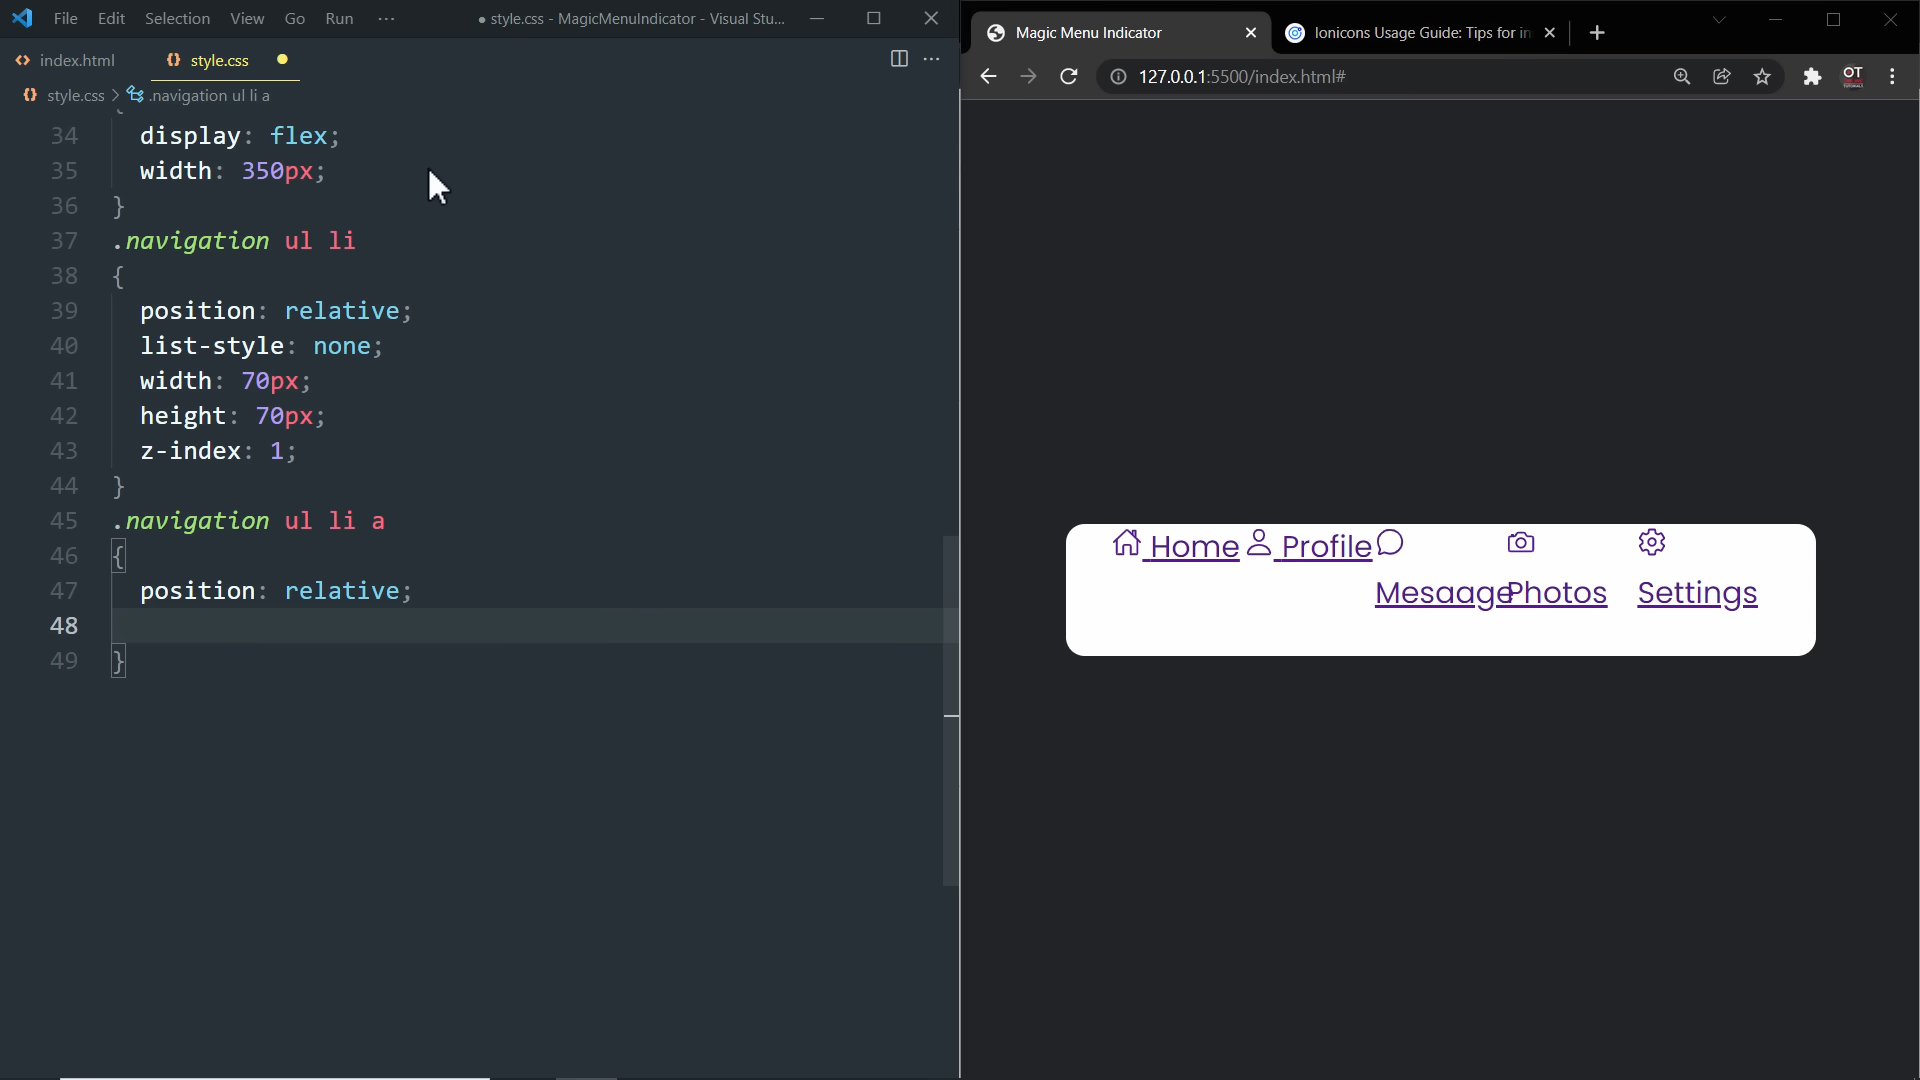 File Edit Selection View Go Run ··· ● style.css - MagicMenuIndicator - Visual Stu...
index.html style.css
style.css > .navigation ul li a
{
34 display: flex;
35 width: 350px;
36 }
37 .navigation ul li
38 {
39 position: relative;
40 list-style: none;
41 width: 70px;
42 height: 70px;
43 z-index: 1;
44 }
45 .navigation ul li a
46 {
47 position: relative;
48
49 }
Magic Menu Indicator
Ionicons Usage Guide: Tips for in
127.0.0.1:5500/index.html#
OT
Home Profile
Mesaage Photos Settings